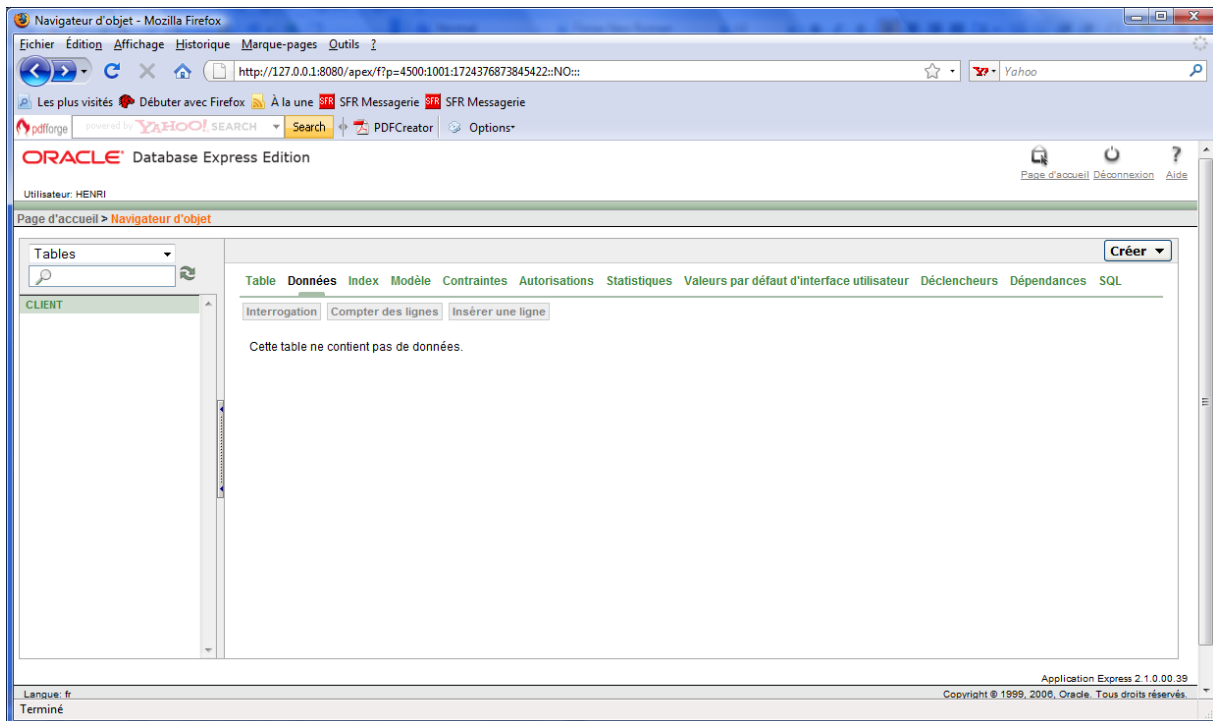 Navigateur d'objet - Mozilla Firefox
Fichier Édition Affichage Historique Marque-pages Outils ?
http://127.0.0.1:8080/apex/f?p=4500:1001:1724376873845422::NO::: Yahoo
Les plus visités Débuter avec Firefox À la une SFR SFR Messagerie SFR SFR Messagerie
pdfforge powered by YAHOO! SEARCH Search PDFCreator Options
ORACLE Database Express Edition
Page d'accueil Déconnexion ? Aide
Utilisateur: HENRI
Page d'accueil > Navigateur d'objet
Tables Créer
Table Données Index Modèle Contraintes Autorisations Statistiques Valeurs par défaut d'interface utilisateur Déclencheurs Dépendances SQL
CLIENT
Interrogation Compter des lignes Insérer une ligne
Cette table ne contient pas de données.
Application Express 2.1.0.00.39
Langue: fr Copyright © 1999, 2006, Oracle. Tous droits réservés.
Terminé